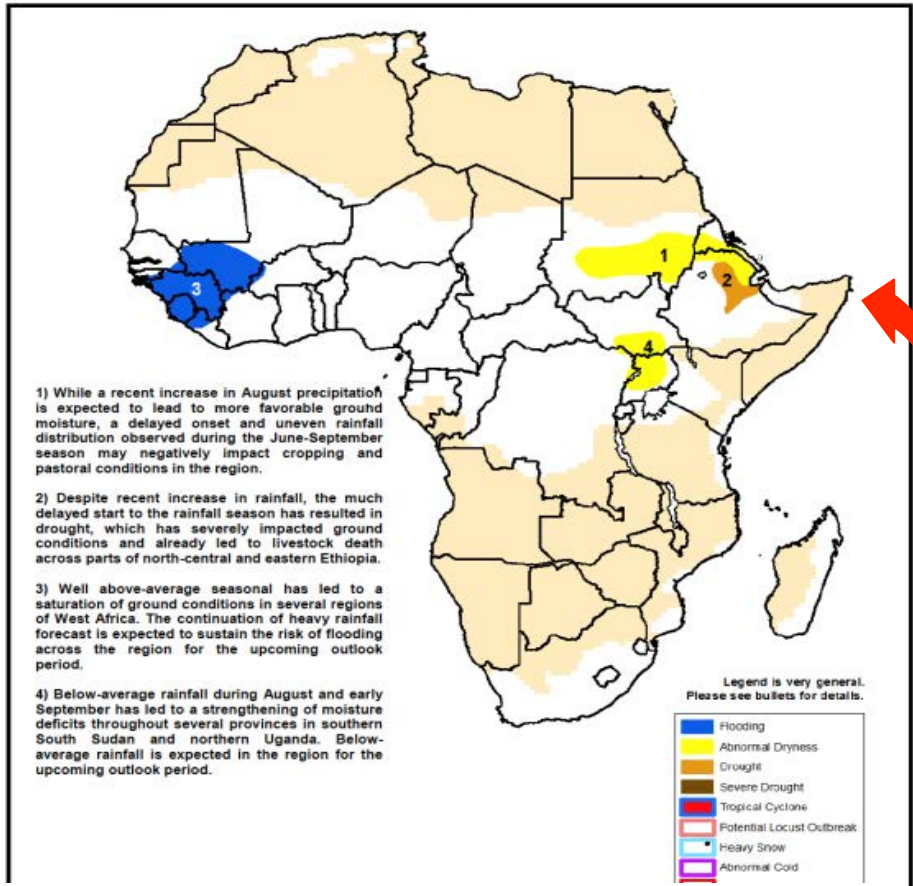 1
2
3
4
1) While a recent increase in August precipitation
is expected to lead to more favorable ground
moisture, a delayed onset and uneven rainfall
distribution observed during the June-September
season may negatively impact cropping and
pastoral conditions in the region.
2) Despite recent increase in rainfall, the much
delayed start to the rainfall season has resulted in
drought, which has severely impacted ground
conditions and already led to livestock death
across parts of north-central and eastern Ethiopia.
3) Well above-average seasonal has led to a
saturation of ground conditions in several regions
of West Africa. The continuation of heavy rainfall
forecast is expected to sustain the risk of flooding
across the region for the upcoming outlook
period.
4) Below-average rainfall during August and early
September has led to a strengthening of moisture
deficits throughout several provinces in southern
South Sudan and northern Uganda. Below-
average rainfall is expected in the region for the
upcoming outlook period.
Legend is very general.
Please see bullets for details.
Flooding
Abnormal Dryness
Drought
Severe Drought
Tropical Cyclone
Potential Locust Outbreak
Heavy Snow
Abnormal Cold